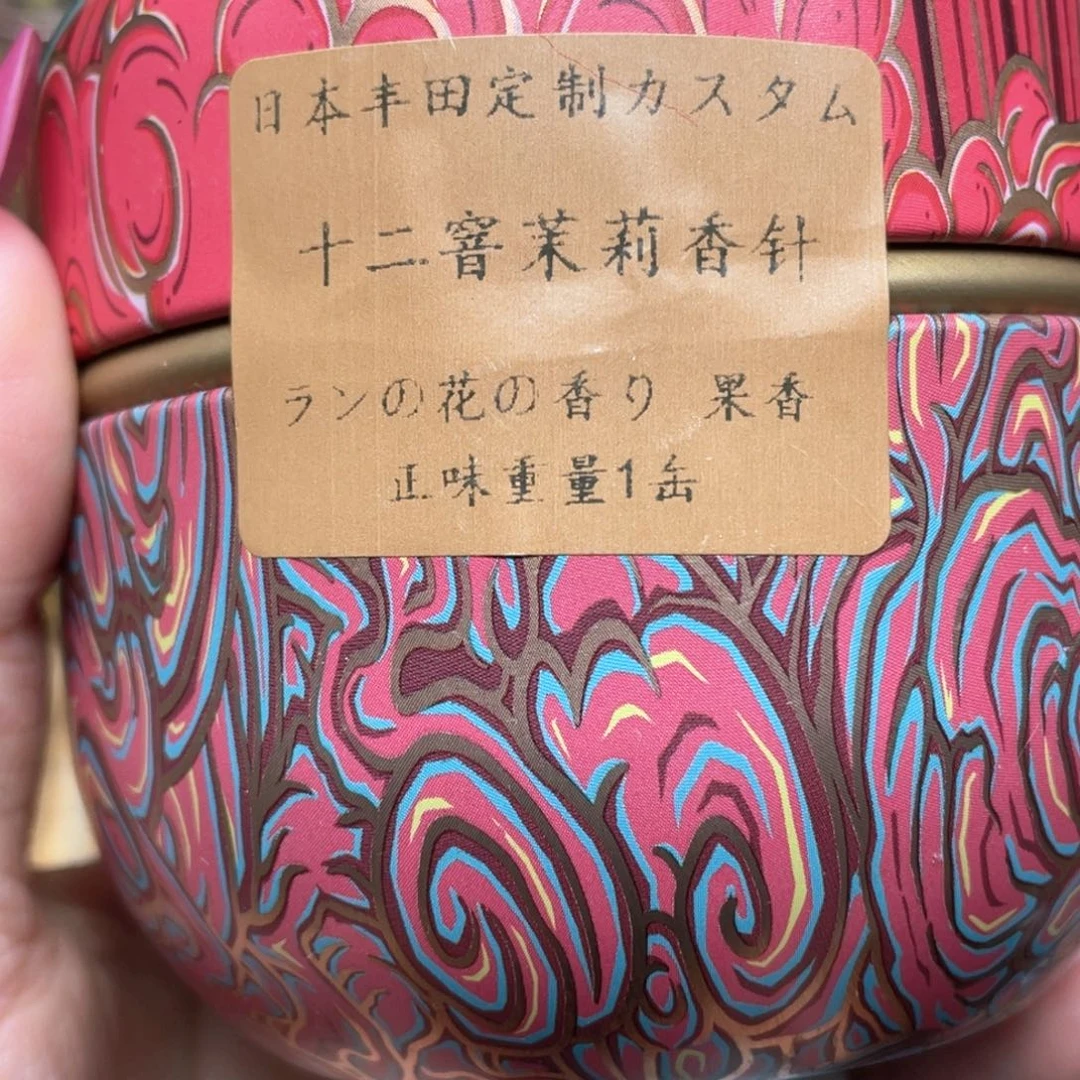 日本丰田定制カスタム
十二窨茉莉香针
ランの花の香り 果香
正味重量1缶